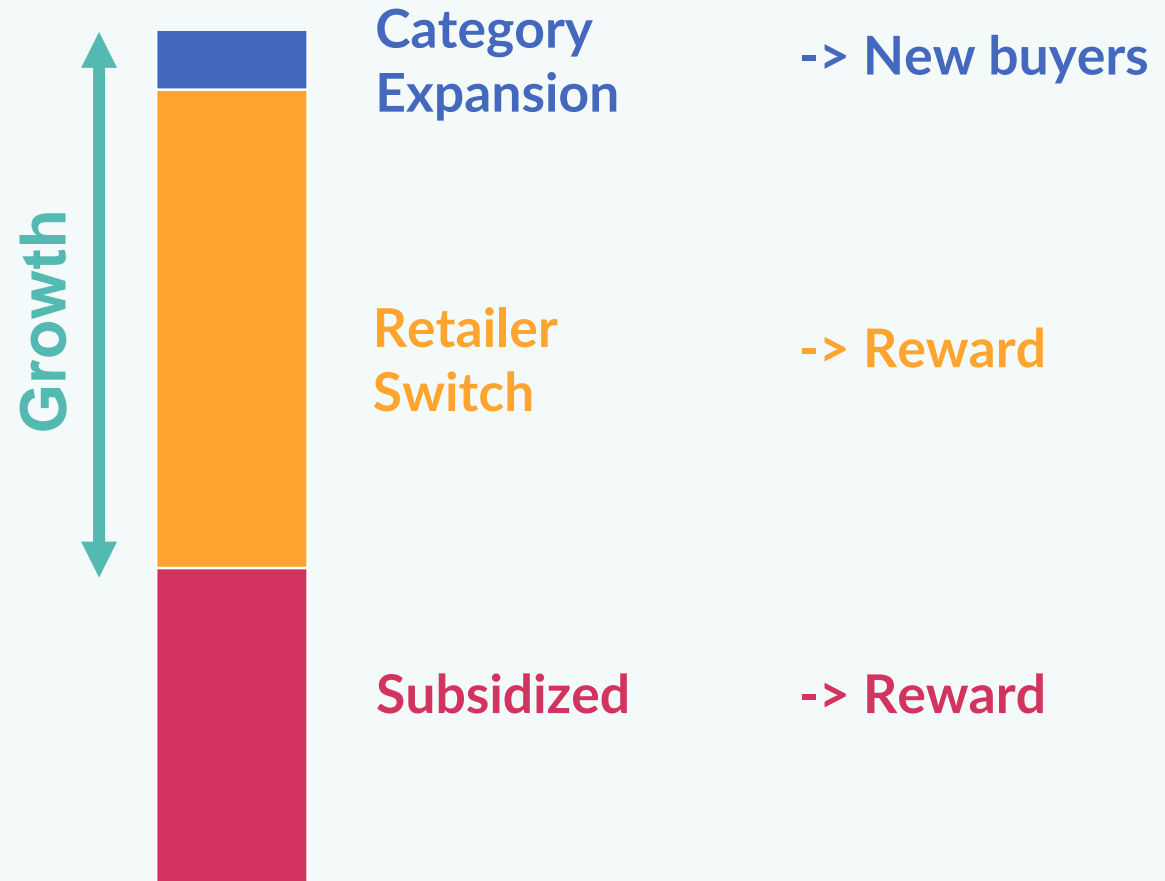 Category
Expansion
-> New buyers
Growth
Retailer
Switch
-> Reward
Subsidized
-> Reward